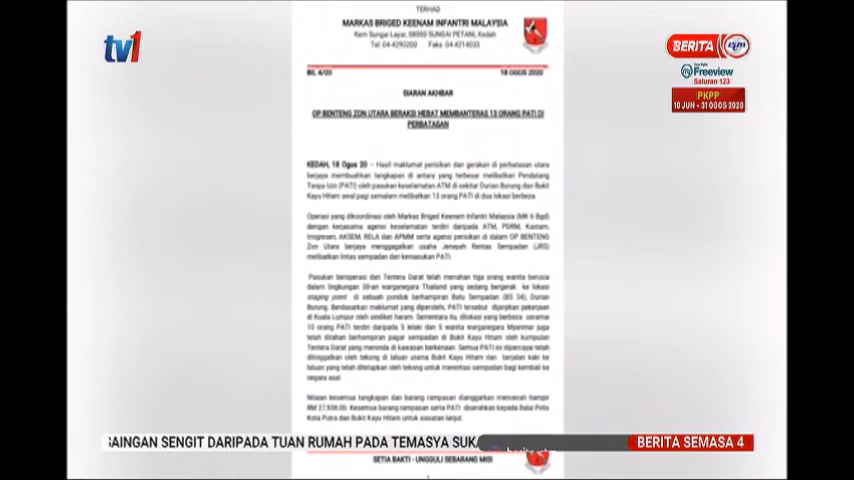 TERHAD
MARKAS BRIGED KEENAM INFANTRI MALAYSIA
Kem Sungai Layar, 08000 SUNGAI PETANI, Kedah
Tel: 04-4290200 Faks: 04-4214033
BIL 4/20 18 OGOS 2020
SIARAN AKHBAR
OP BENTENG ZON UTARA BERAKSI HEBAT MEMBANTERAS 13 ORANG PATI DI
PERBATASAN
KEDAH, 18 Ogos 20 – Hasil maklumat perisikan dan gerakan di perbatasan utara
berjaya membuahkan tangkapan di antara yang terbesar melibatkan Pendatang
Tanpa Izin (PATI) oleh pasukan keselamatan ATM di sekitar Durian Burung dan Bukit
Kayu Hitam awal pagi semalam melibatkan 13 orang PATI di dua lokasi berbeza.
Operasi yang dikoordinasi oleh Markas Briged Keenam Infantri Malaysia (MK 6 Bgd)
dengan kerjasama agensi keselamatan terdiri daripada ATM, PDRM, Kastam,
Imigresen, AKSEM, RELA dan APMM serta agensi perisikan di dalam OP BENTENG
Zon Utara berjaya menggagalkan usaha Jenayah Rentas Sempadan (JRS)
melibatkan lintas sempadan dan kemasukan PATI.
Pasukan beroperasi dari Tentera Darat telah menahan tiga orang wanita berusia
dalam lingkungan 30-an warganegara Thailand yang sedang bergerak ke lokasi
staging point di sebuah pondok berhampiran Batu Sempadan (BS 34), Durian
Burung. Berdasarkan maklumat yang diperolehi, PATI tersebut dijanjikan pekerjaan
di Kuala Lumpur oleh sindiket haram. Sementara itu, dilokasi yang berbeza seramai
10 orang PATI terdiri daripada 5 lelaki dan 5 wanita warganegara Myanmar juga
telah ditahan berhampiran pagar sempadan di Bukit Kayu Hitam oleh kumpulan
Tentera Darat yang meronda di kawasan berkenaan. Semua PATI ini dipercayai telah
ditinggalkan oleh tekong di laluan utama Bukit Kayu Hitam dan berjalan kaki ke
laluan yang telah ditetapkan oleh tekong untuk merentasi sempadan bagi kembali ke
negara asal.
Nilaian kesemua tangkapan dan barang rampasan dianggarkan mencecah hampir
RM 27,938.00. Kesemua barang rampasan serta PATI diserahkan kepada Balai Polis
Kota Putra dan Bukit Kayu Hitam untuk siasatan lanjut.
SETIA BAKTI - UNGGULI SEBARANG MISI
tv1
BERITA rtm
Freeview
Saluran 123
PKPP
10 JUN - 31 OGOS 2020
SAINGAN SENGIT DARIPADA TUAN RUMAH PADA TEMASYA SUKA
BERITA SEMASA 4